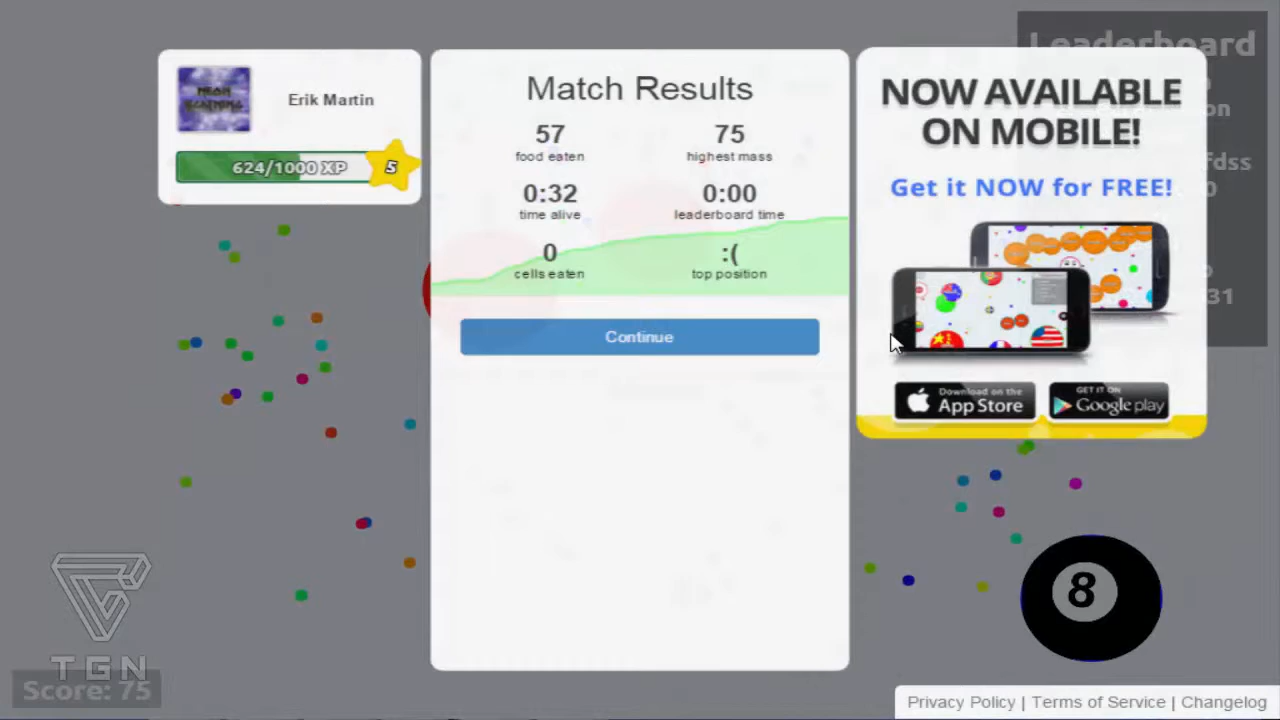 NEON
GAMING
Erik Martin
624/1000 XP
5
Match Results
57
food eaten
75
highest mass
0:32
time alive
0:00
leaderboard time
0
cells eaten
:(
top position
Continue
Leaderboard
NOW AVAILABLE
ON MOBILE!
Get it NOW for FREE!
Download on the
App Store
GET IT ON
Google play
8
TGN
Score: 75
Privacy Policy | Terms of Service | Changelog